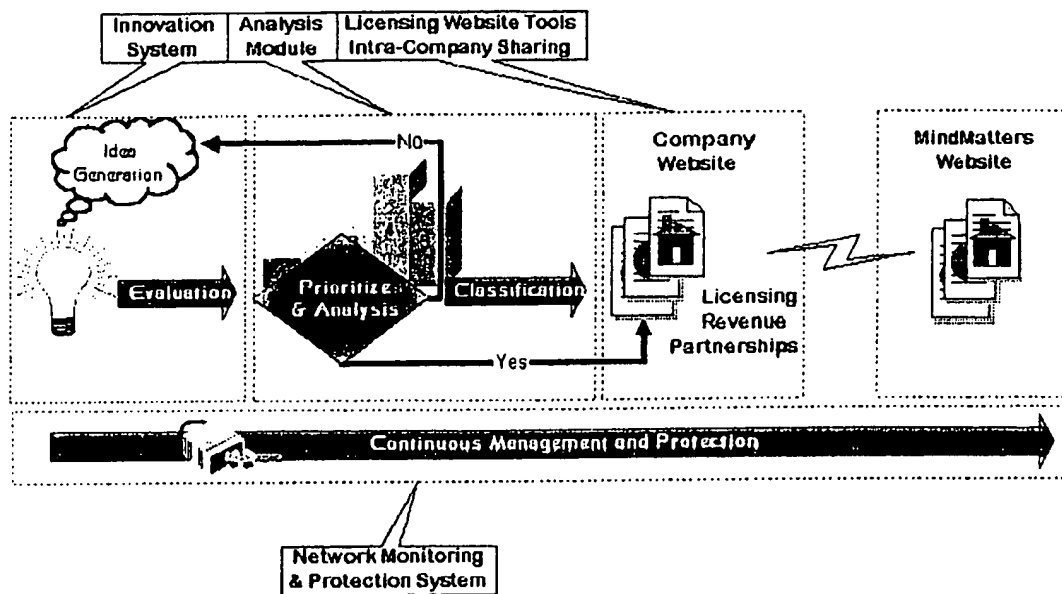 Innovation
System
Analysis
Module
Licensing Website Tools
Intra-Company Sharing
Idea
Generation
No
Company
Website
MindMatters
Website
Evaluation
Prioritize
& Analysis
Classification
Licensing
Revenue
Partnerships
Yes
Continuous Management and Protection
Network Monitoring
& Protection System